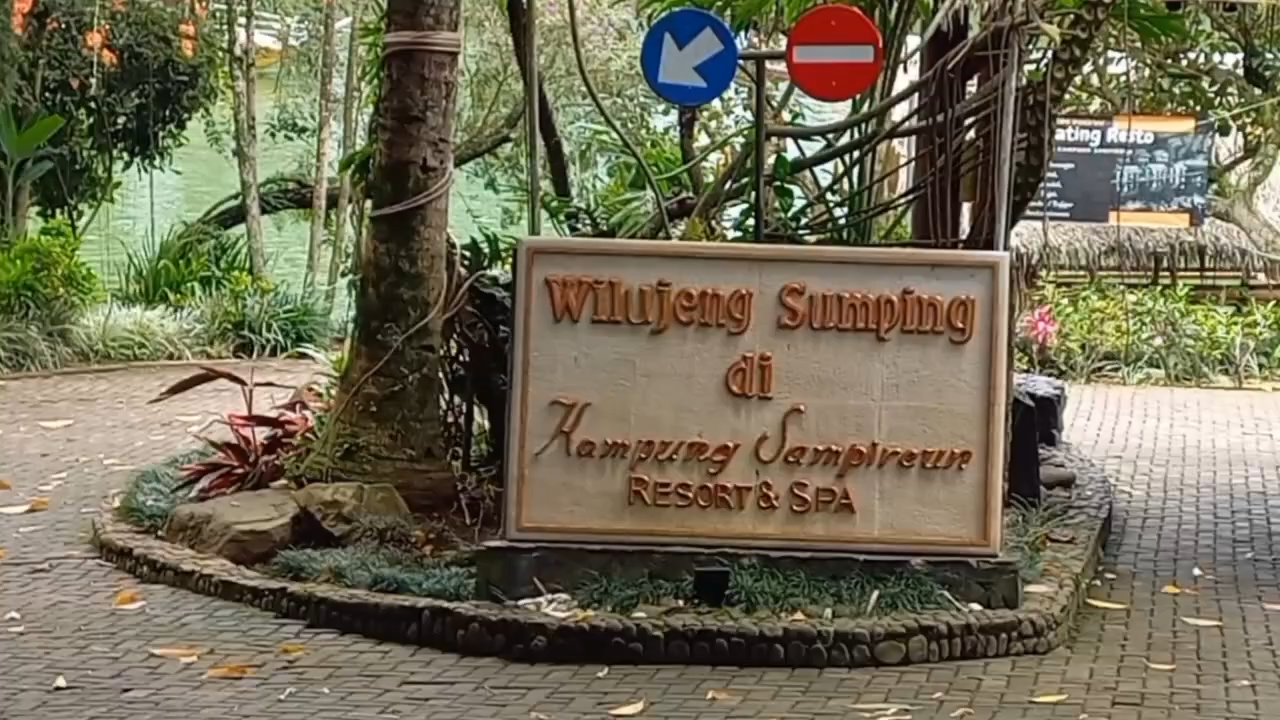 Wilujeng Sumping
di
Kampung Sampireun
RESORT & SPA
ating Resto